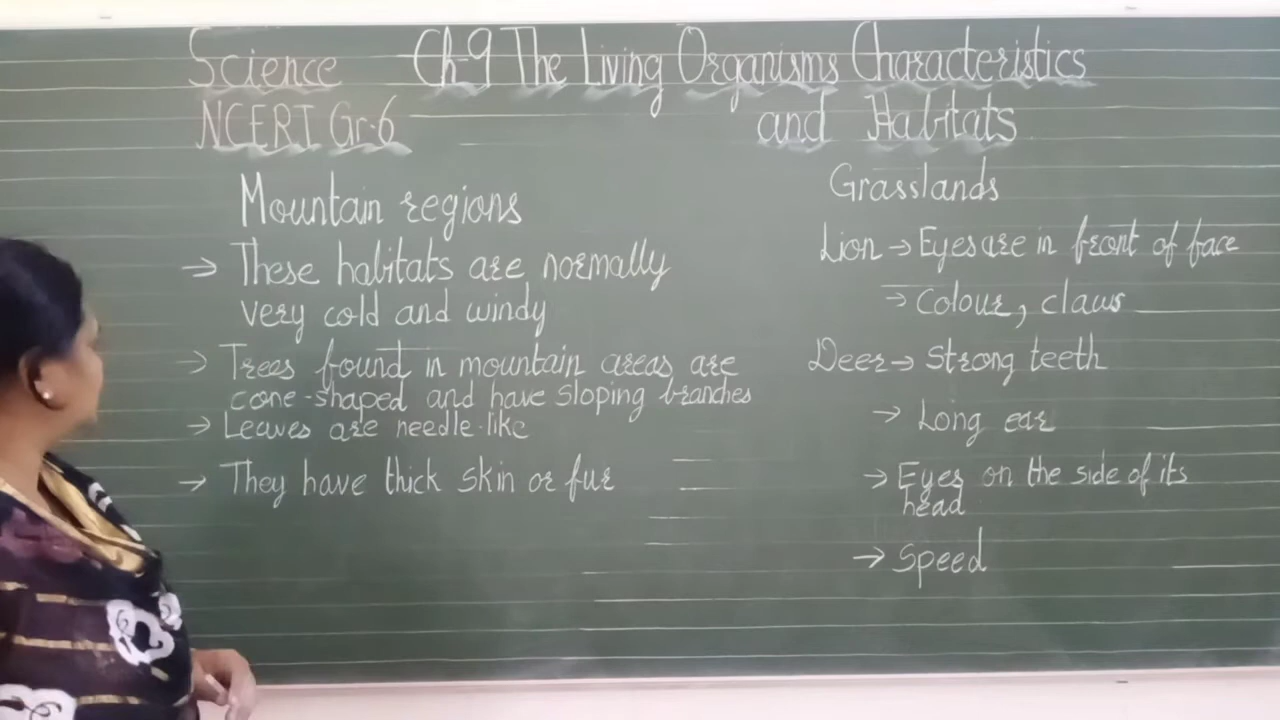 Science Ch-9 The Living Organisms Characteristics
NCERT Gr-6 and Habitats
Mountain regions
→ These habitats are normally
very cold and windy
→ Trees found in mountain areas are
cone-shaped and have sloping branches
→ Leaves are needle-like
→ They have thick skin or fur
Grasslands
Lion → Eyes are in front of face
→ Colour, claws
Deer → Strong teeth
→ Long ear
→ Eyes on the side of its
head
→ Speed